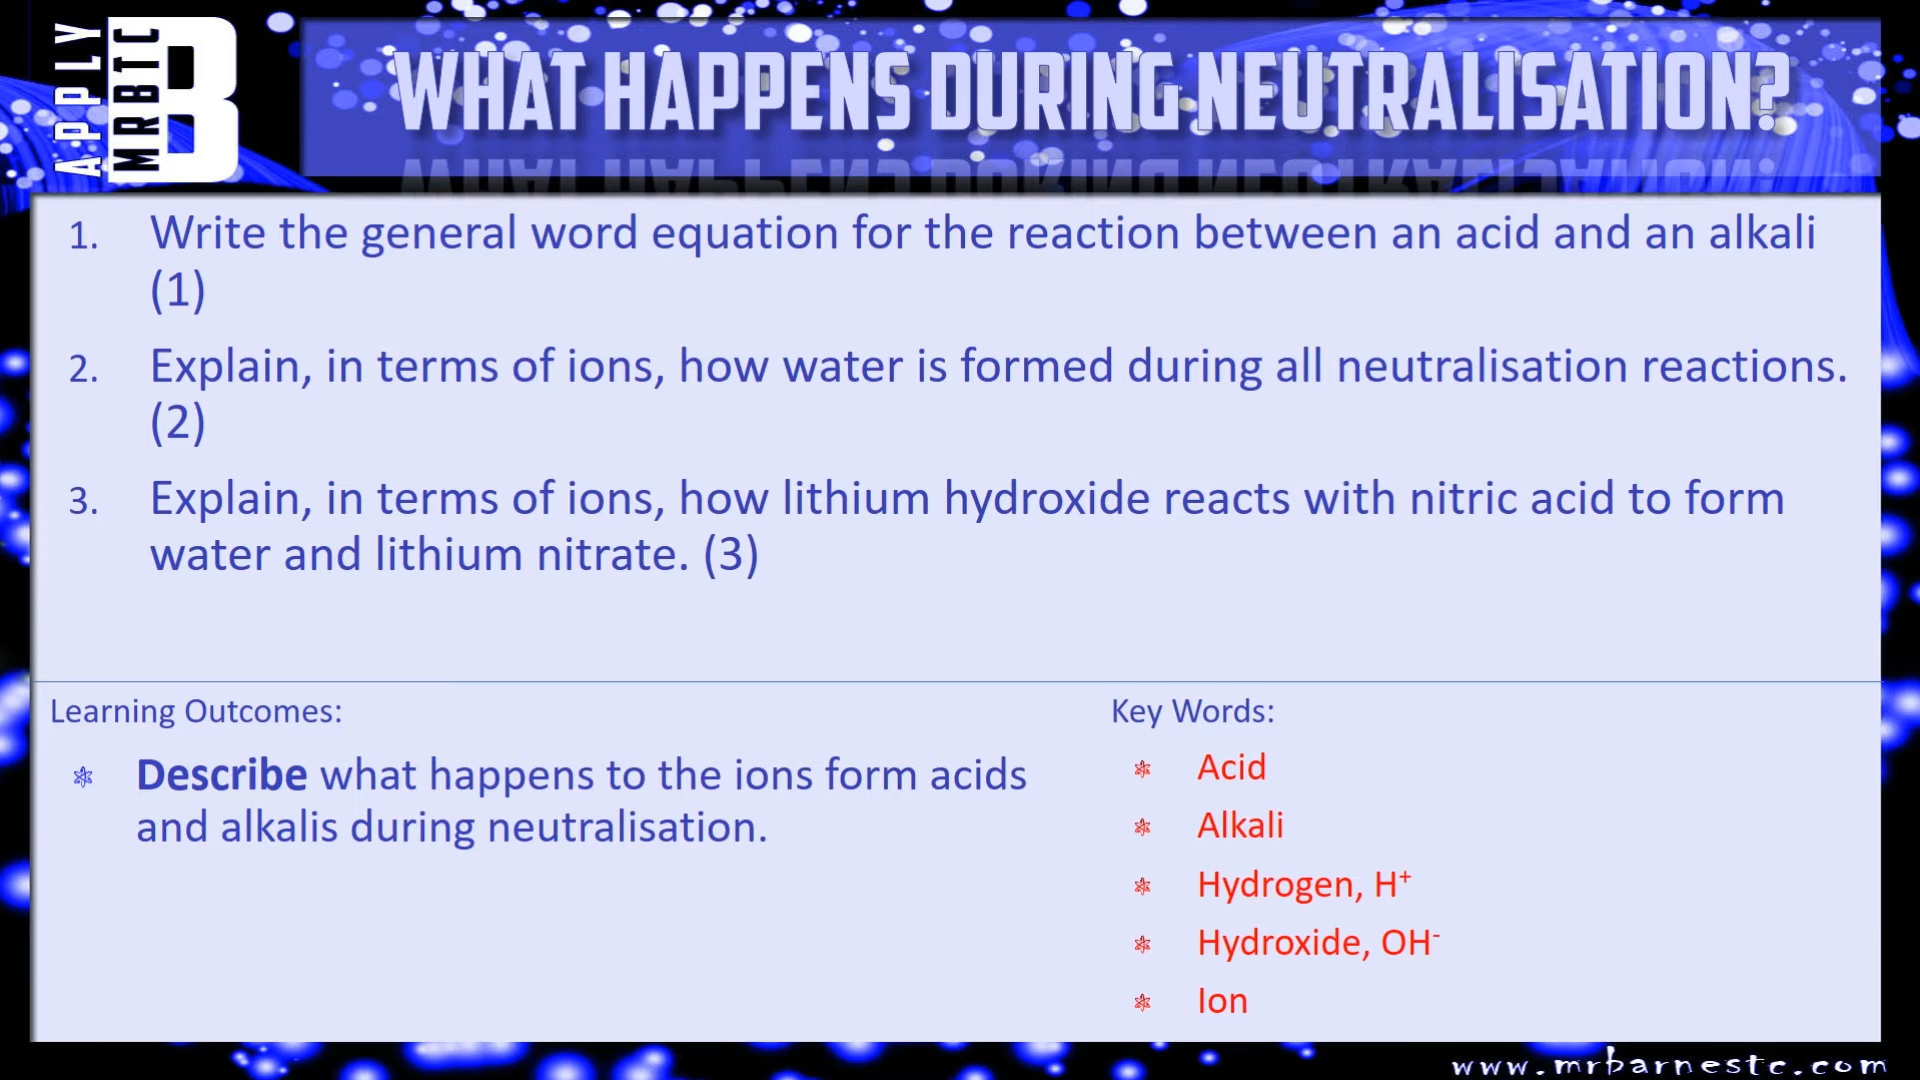 APPLY
MRBTC
B
WHAT HAPPENS DURING NEUTRALISATION?
1. Write the general word equation for the reaction between an acid and an alkali
(1)
2. Explain, in terms of ions, how water is formed during all neutralisation reactions.
(2)
3. Explain, in terms of ions, how lithium hydroxide reacts with nitric acid to form
water and lithium nitrate. (3)
Learning Outcomes:
Describe what happens to the ions form acids
and alkalis during neutralisation.
Key Words:
Acid
Alkali
Hydrogen, H⁺
Hydroxide, OH⁻
Ion
www.mrbarnestc.com